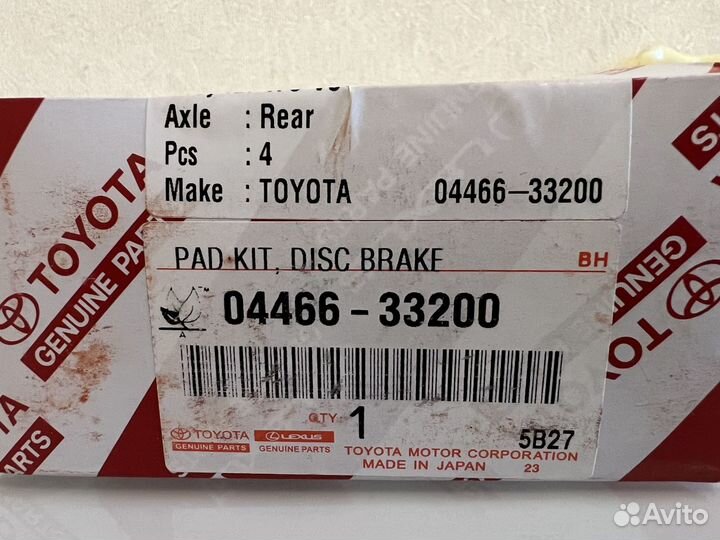 Axle : Rear
Pcs : 4
Make : TOYOTA 04466-33200
PAD KIT, DISC BRAKE BH
04466-33200
A
QTY 1 5B27
TOYOTA LEXUS TOYOTA MOTOR CORPORATION
GENUINE PARTS GENUINE PARTS MADE IN JAPAN 23
TOYOTA
GENUINE PARTS
TOYOTA
GENUINE
Avito